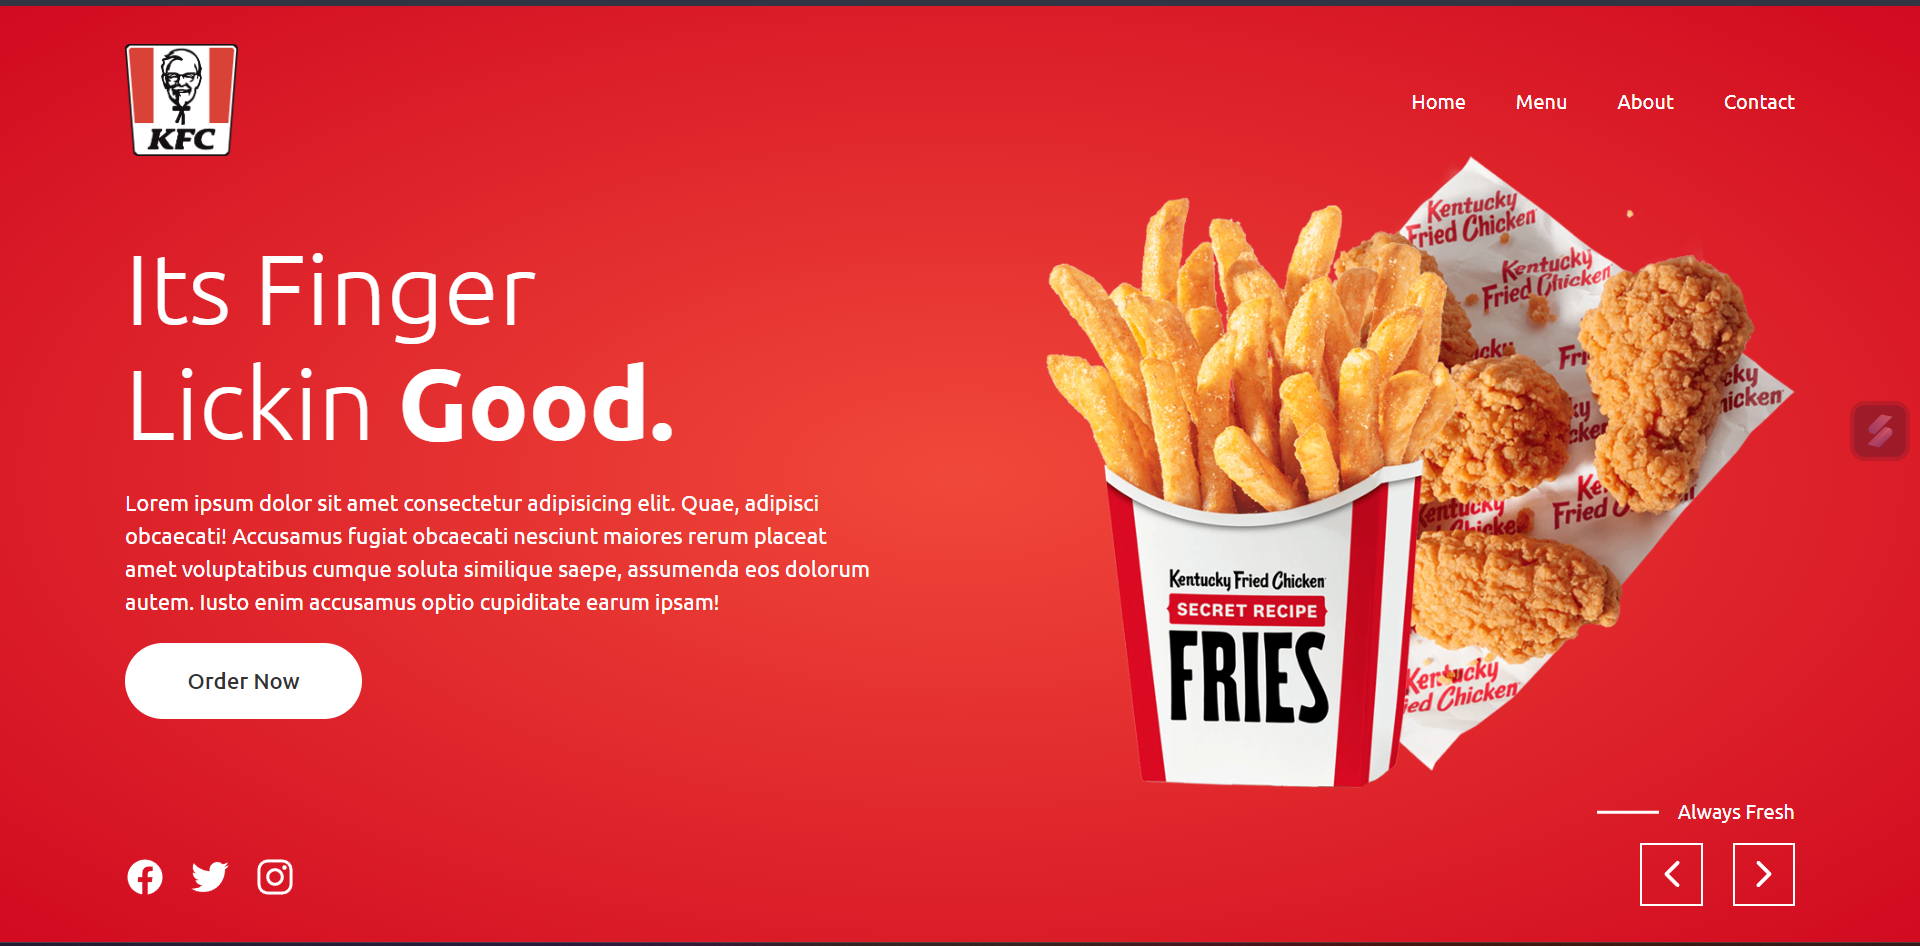 KFC
Home Menu About Contact
Its Finger
Lickin Good.
Lorem ipsum dolor sit amet consectetur adipisicing elit. Quae, adipisci
obcaecati! Accusamus fugiat obcaecati nesciunt maiores rerum placeat
amet voluptatibus cumque soluta similique saepe, assumenda eos dolorum
autem. Iusto enim accusamus optio cupiditate earum ipsam!
Order Now
Kentucky
Fried Chicken
Kentucky
Fried Chicken
Kentucky Fried Chicken
SECRET RECIPE
FRIES
Kentucky
Chicken
Always Fresh